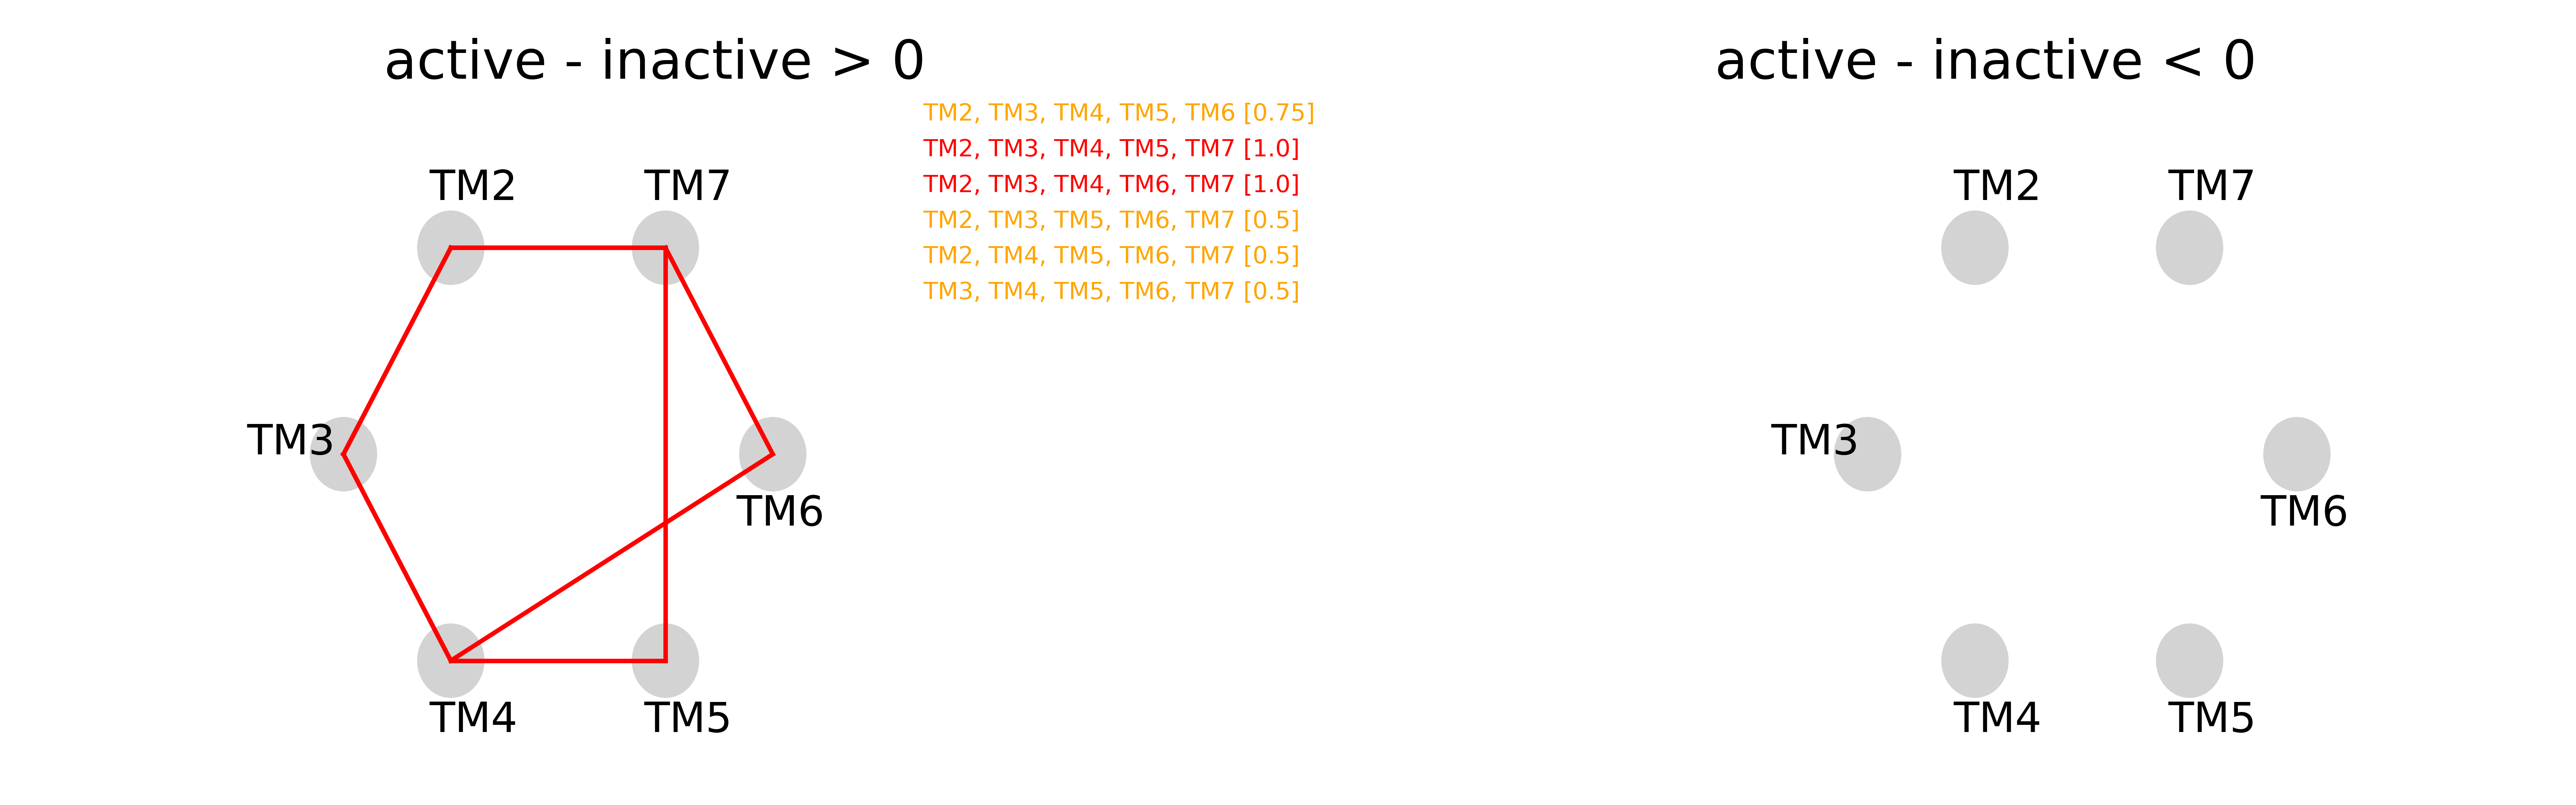 active - inactive > 0
active - inactive < 0
TM2, TM3, TM4, TM5, TM6 [0.75]
TM2, TM3, TM4, TM5, TM7 [1.0]
TM2, TM3, TM4, TM6, TM7 [1.0]
TM2, TM3, TM5, TM6, TM7 [0.5]
TM2, TM4, TM5, TM6, TM7 [0.5]
TM3, TM4, TM5, TM6, TM7 [0.5]
TM2
TM7
TM3
TM6
TM4
TM5
TM2
TM7
TM3
TM6
TM4
TM5